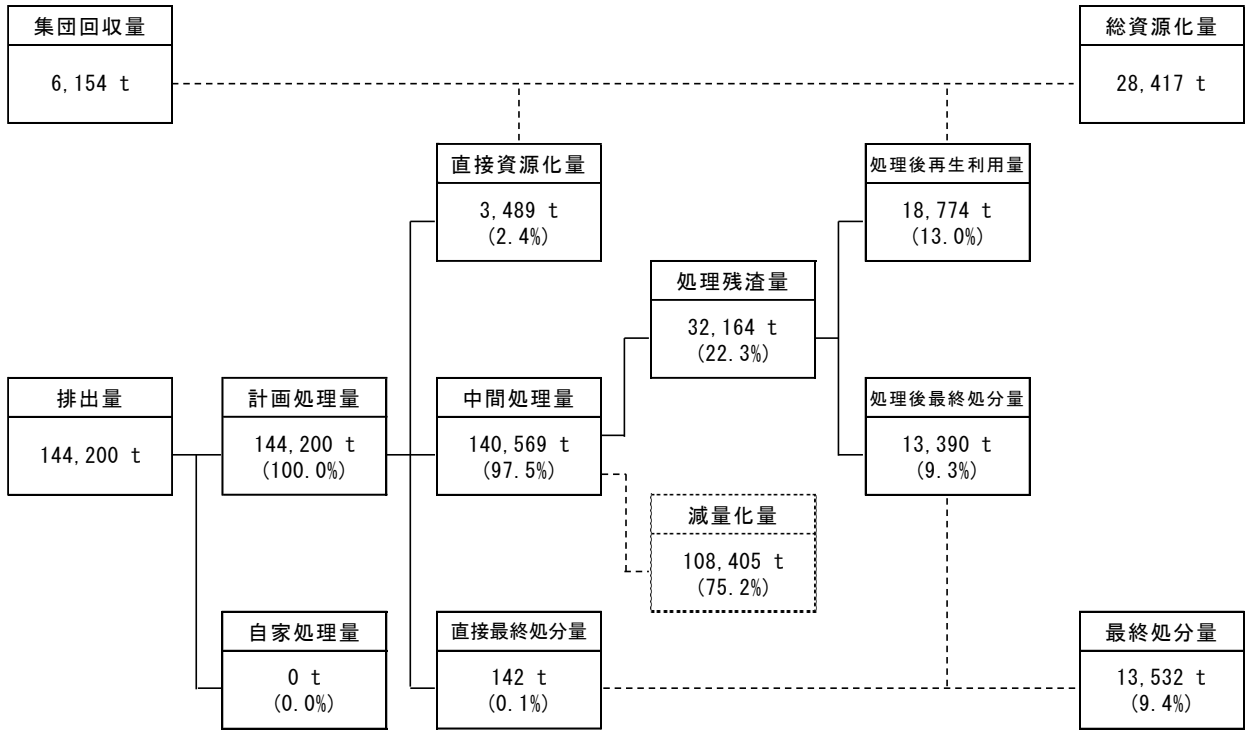 集団回収量
6,154 t
総資源化量
28,417 t
直接資源化量
3,489 t
(2.4%)
処理後再生利用量
18,774 t
(13.0%)
処理残渣量
32,164 t
(22.3%)
排出量
144,200 t
計画処理量
144,200 t
(100.0%)
中間処理量
140,569 t
(97.5%)
処理後最終処分量
13,390 t
(9.3%)
減量化量
108,405 t
(75.2%)
自家処理量
0 t
(0.0%)
直接最終処分量
142 t
(0.1%)
最終処分量
13,532 t
(9.4%)